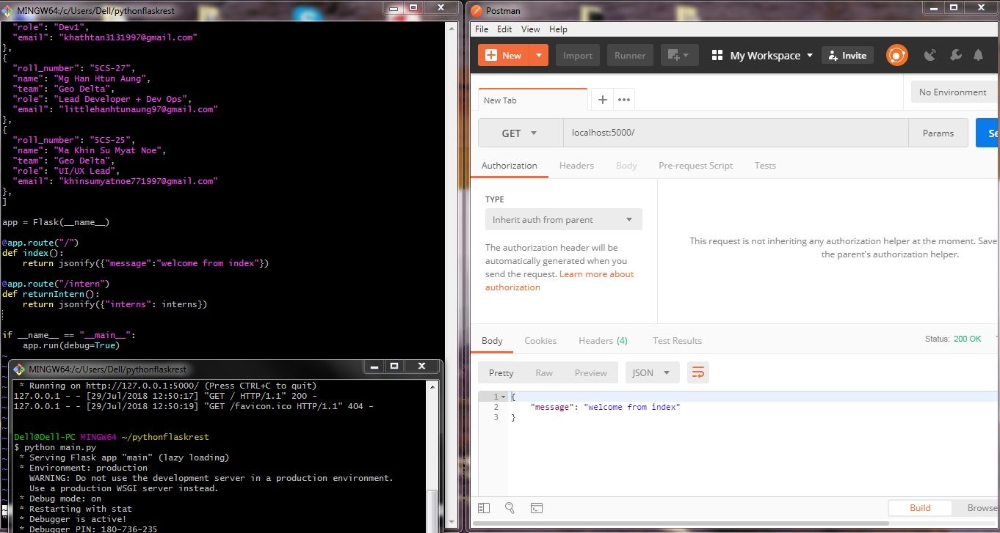 MINGW64:/c/Users/Dell/pythonflaskrest
"role": "Dev1",
"email": "khathtan3131997@gmail.com"
},
{
"roll_number": "5CS-27",
"name": "Mg Han Htun Aung",
"team": "Geo Delta",
"role": "Lead Developer + Dev Ops",
"email": "littlehanhtunaung97@gmail.com"
},
{
"roll_number": "5CS-25",
"name": "Ma Khin Su Myat Noe",
"team": "Geo Delta",
"role": "UI/UX Lead",
"email": "khinsumyatnoe771997@gmail.com"
},
]
app = Flask(__name__)
@app.route("/")
def index():
return jsonify({"message":"welcome from index"})
@app.route("/intern")
def returnIntern():
return jsonify({"interns": interns})
if __name__ == "__main__":
app.run(debug=True)
~
MINGW64:/c/Users/Dell/pythonflaskrest
* Running on http://127.0.0.1:5000/ (Press CTRL+C to quit)
127.0.0.1 - - [29/Jul/2018 12:50:17] "GET / HTTP/1.1" 200 -
127.0.0.1 - - [29/Jul/2018 12:50:19] "GET /favicon.ico HTTP/1.1" 404 -
Dell@Dell-PC MINGW64 ~/pythonflaskrest
$ python main.py
* Serving Flask app "main" (lazy loading)
* Environment: production
WARNING: Do not use the development server in a production environment.
Use a production WSGI server instead.
* Debug mode: on
* Restarting with stat
* Debugger is active!
* Debugger PIN: 180-736-235
Postman
File Edit View Help
New Import Runner My Workspace Invite
New Tab + ••• No Environment
GET localhost:5000/ Params Se
Authorization Headers Body Pre-request Script Tests
TYPE
Inherit auth from parent
The authorization header will be
automatically generated when you
send the request. Learn more about
authorization
This request is not inheriting any authorization helper at the moment. Save
the parent's authorization helper.
Body Cookies Headers (4) Test Results Status: 200 OK
Pretty Raw Preview JSON
1 {
2 "message": "welcome from index"
3 }
Build Browse